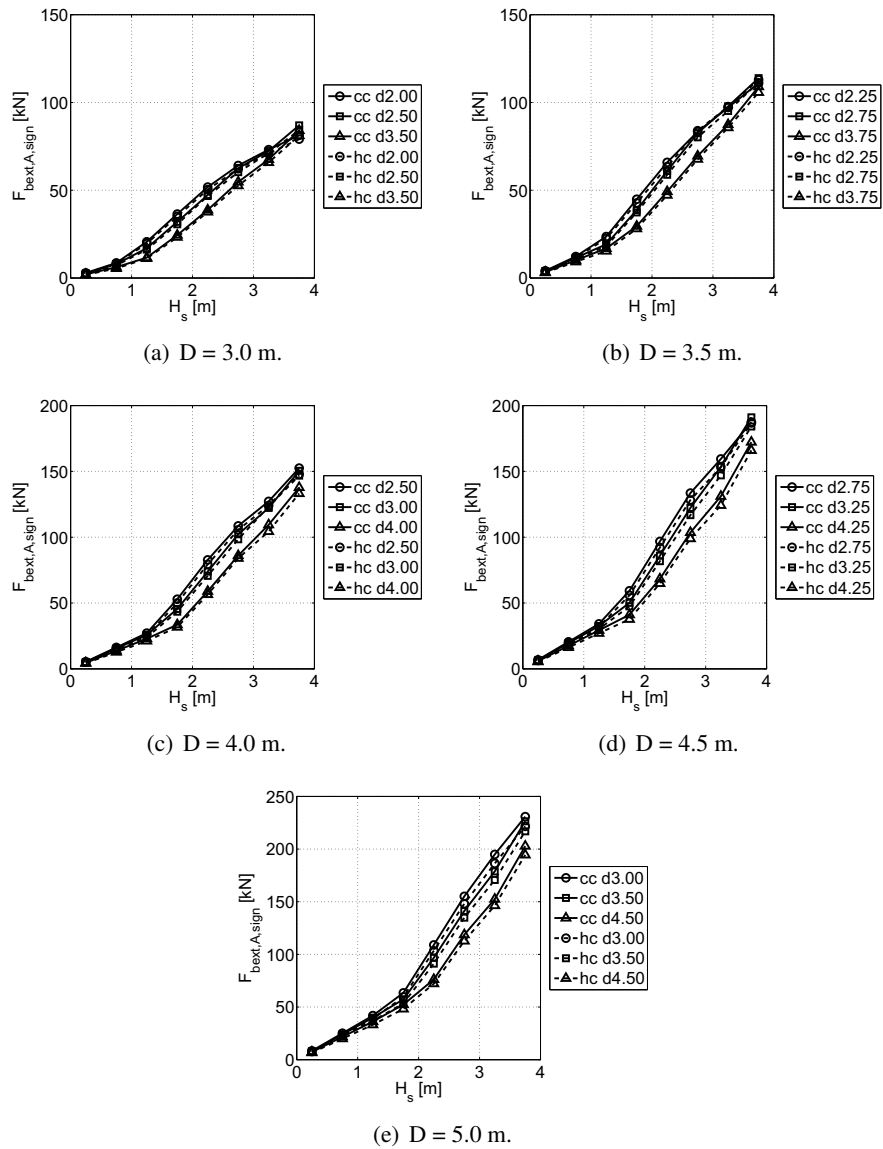 150
100
50
0
F_bext,A,sign [kN]
0 1 2 3 4
H_s [m]
cc d2.00
cc d2.50
cc d3.50
hc d2.00
hc d2.50
hc d3.50
(a) D = 3.0 m.
150
100
50
0
F_bext,A,sign [kN]
0 1 2 3 4
H_s [m]
cc d2.25
cc d2.75
cc d3.75
hc d2.25
hc d2.75
hc d3.75
(b) D = 3.5 m.
200
150
100
50
0
F_bext,A,sign [kN]
0 1 2 3 4
H_s [m]
cc d2.50
cc d3.00
cc d4.00
hc d2.50
hc d3.00
hc d4.00
(c) D = 4.0 m.
200
150
100
50
0
F_bext,A,sign [kN]
0 1 2 3 4
H_s [m]
cc d2.75
cc d3.25
cc d4.25
hc d2.75
hc d3.25
hc d4.25
(d) D = 4.5 m.
250
200
150
100
50
0
F_bext,A,sign [kN]
0 1 2 3 4
H_s [m]
cc d3.00
cc d3.50
cc d4.50
hc d3.00
hc d3.50
hc d4.50
(e) D = 5.0 m.